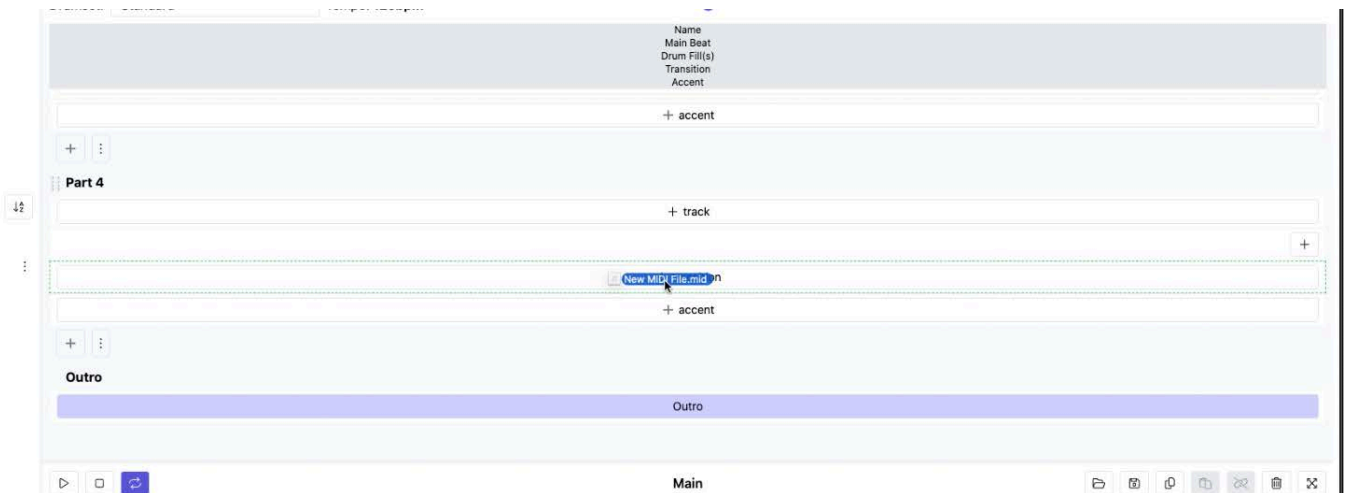 Standard
Name
Main Beat
Drum Fill(s)
Transition
Accent
+ accent
+
Part 4
+ track
+
New MIDI File.mid
+ accent
+
Outro
Outro
Main